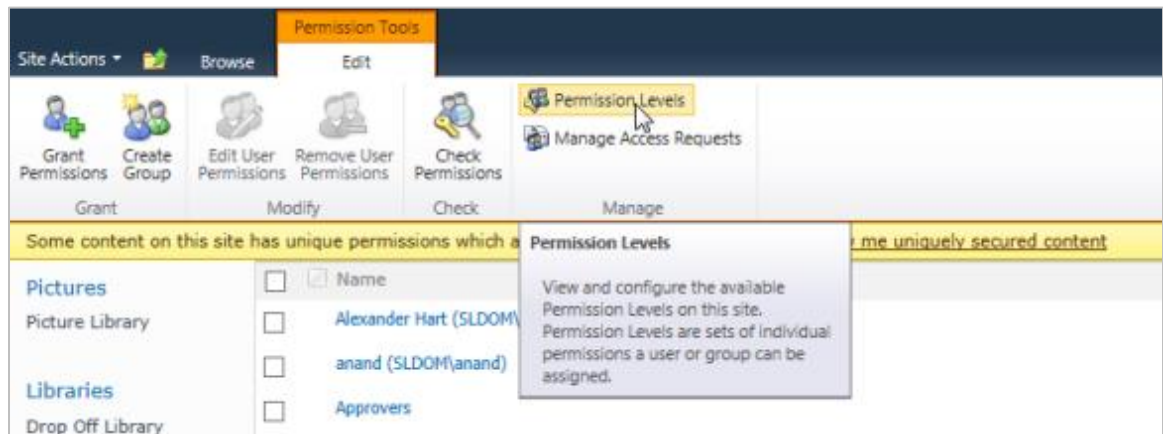 Permission Tools
Site Actions Browse Edit
Permission Levels
Manage Access Requests
Grant Permissions
Create Group
Edit User Permissions
Remove User Permissions
Check Permissions
Grant Modify Check Manage
Some content on this site has unique permissions which a
me uniquely secured content
Permission Levels
View and configure the available
Permission Levels on this site.
Permission Levels are sets of individual
permissions a user or group can be
assigned.
Pictures
Picture Library
Libraries
Drop Off Library
Name
Alexander Hart (SLDOM\
anand (SLDOM\anand)
Approvers